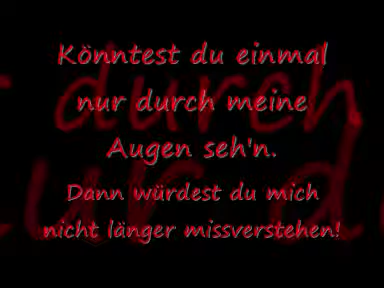 Könntest du einmal
nur durch meine
Augen seh'n.
Dann würdest du mich
nicht länger missverstehen!